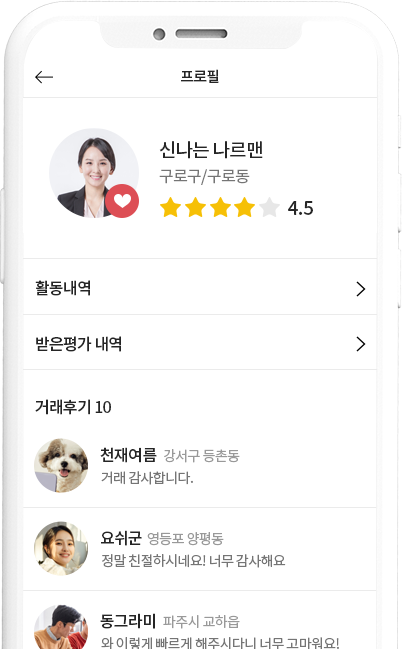 프로필
신나는 나르맨
구로구/구로동
4.5
활동내역
받은평가 내역
거래후기 10
천재여름 강서구 등촌동
거래 감사합니다.
요쉬군 영등포 양평동
정말 친절하시네요! 너무 감사해요
동그라미 파주시 교하읍
와 이렇게 빠르게 해주시다니 너무 고마워요!